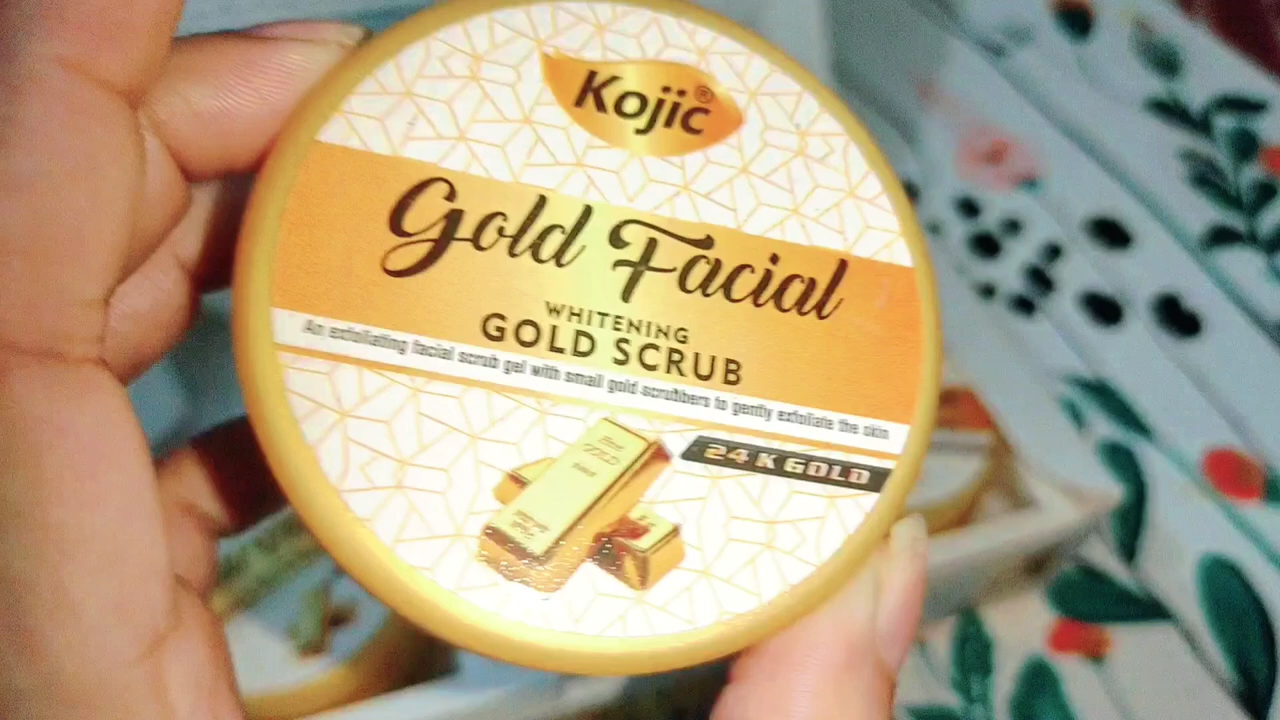 Kojic®
Gold Facial
WHITENING
GOLD SCRUB
An exfoliating facial scrub gel with small gold scrubbers to gently exfoliate the skin
24 K GOLD
GOLD